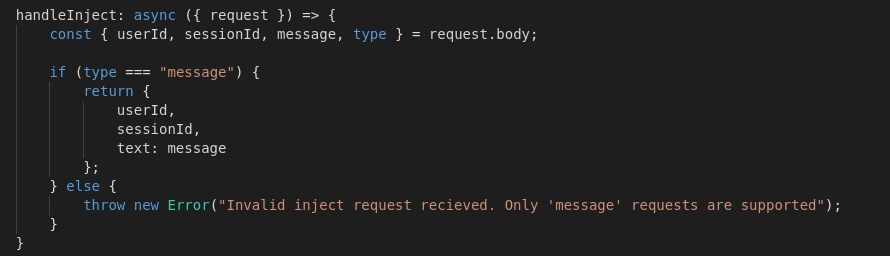 handleInject: async ({ request }) => {
    const { userId, sessionId, message, type } = request.body;

    if (type === "message") {
        return {
            userId,
            sessionId,
            text: message
        };
    } else {
        throw new Error("Invalid inject request recieved. Only 'message' requests are supported");
    }
}